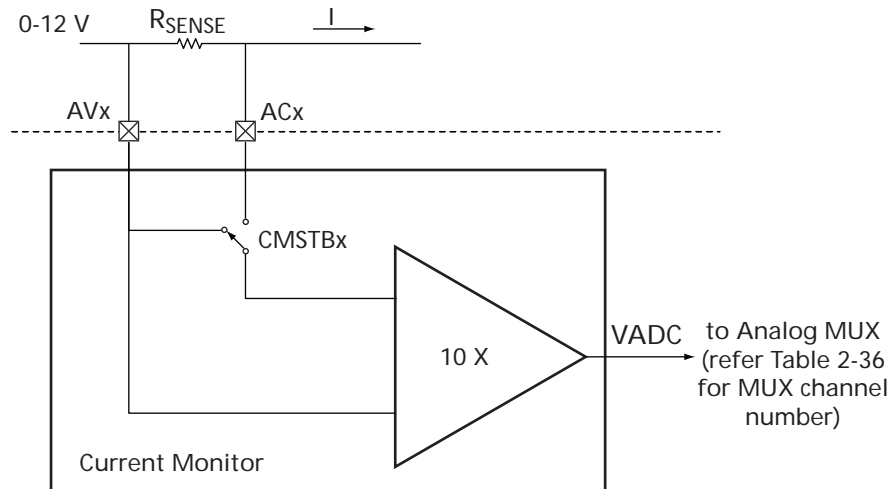 0-12 V
RSENSE
I
AVx
ACx
CMSTBx
10 X
VADC
to Analog MUX
(refer Table 2-36
for MUX channel
number)
Current Monitor